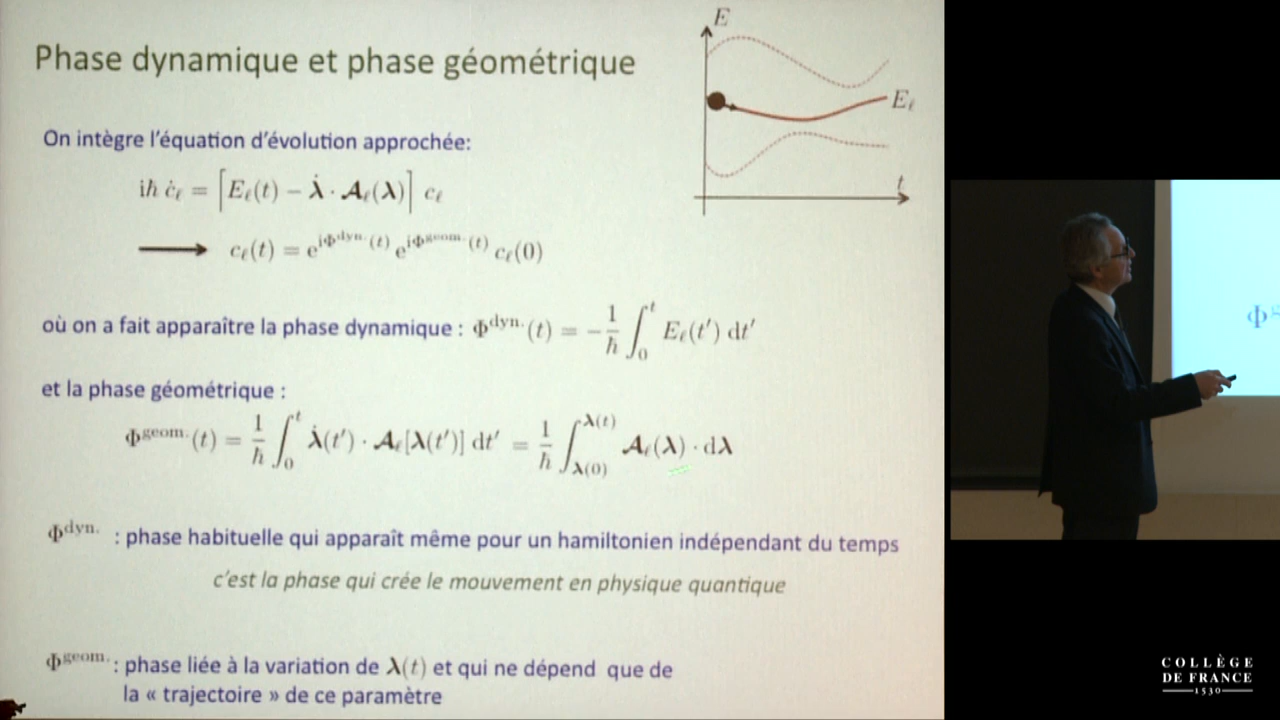 Phase dynamique et phase géométrique
E
E_ℓ
t
On intègre l'équation d'évolution approchée:
iħ ċ_ℓ = [E_ℓ(t) − λ̇ · 𝓐_ℓ(λ)] c_ℓ
⟶ c_ℓ(t) = e^{iΦ^{dyn.}(t)} e^{iΦ^{geom.}(t)} c_ℓ(0)
où on a fait apparaître la phase dynamique : Φ^{dyn.}(t) = −1/ħ ∫_0^t E_ℓ(t′) dt′
et la phase géométrique :
Φ^{geom.}(t) = 1/ħ ∫_0^t λ̇(t′) · 𝓐_ℓ[λ(t′)] dt′ = 1/ħ ∫_{λ(0)}^{λ(t)} 𝓐_ℓ(λ) · dλ
Φ^{dyn.} : phase habituelle qui apparaît même pour un hamiltonien indépendant du temps
c'est la phase qui crée le mouvement en physique quantique
Φ^{geom.} : phase liée à la variation de λ(t) et qui ne dépend que de
la « trajectoire » de ce paramètre
Φ^g
COLLÈGE
DE FRANCE
1530